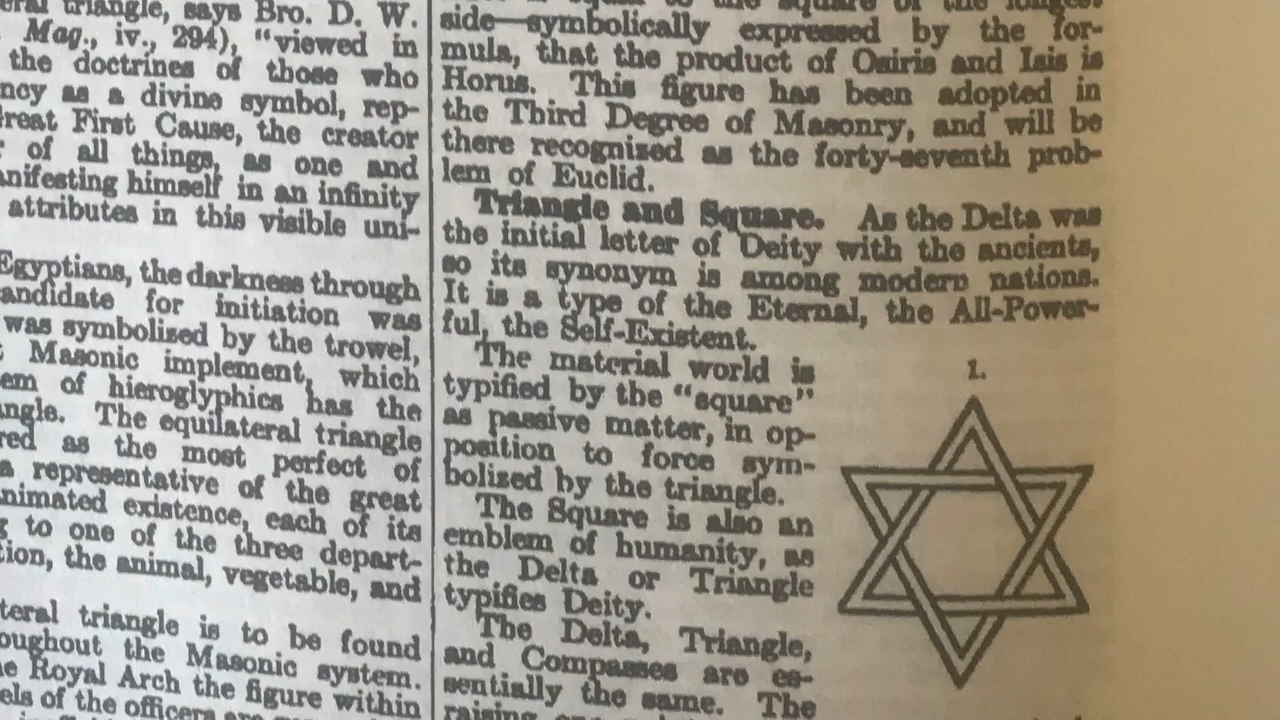 eral triangle, says Bro. D. W.
Mag., iv., 294), "viewed in
the doctrines of those who
ncy as a divine symbol, rep-
reat First Cause, the creator
r of all things, as one and
anifesting himself in an infinity
attributes in this visible uni-
Egyptians, the darkness through
andidate for initiation was
was symbolised by the trowel,
t Masonic implement, which
em of hieroglyphics has the
angle. The equilateral triangle
red as the most perfect of
a representative of the great
nimated existence, each of its
g to one of the three depart-
tion, the animal, vegetable, and
teral triangle is to be found
oughout the Masonic system.
e Royal Arch the figure within
els of the officers are
to the square of the longest
side—symbolically expressed by the for-
mula, that the product of Osiris and Isis is
Horus. This figure has been adopted in
the Third Degree of Masonry, and will be
there recognised as the forty-seventh prob-
lem of Euclid.
Triangle and Square. As the Delta was
the initial letter of Deity with the ancients,
so its synonym is among modern nations.
It is a type of the Eternal, the All-Power-
ful, the Self-Existent.
The material world is
typified by the "square"
as passive matter, in op-
position to force sym-
bolized by the triangle.
The Square is also an
emblem of humanity, as
the Delta or Triangle
typifies Deity.
The Delta, Triangle,
and Compasses are es-
sentially the same. The
raising
1.